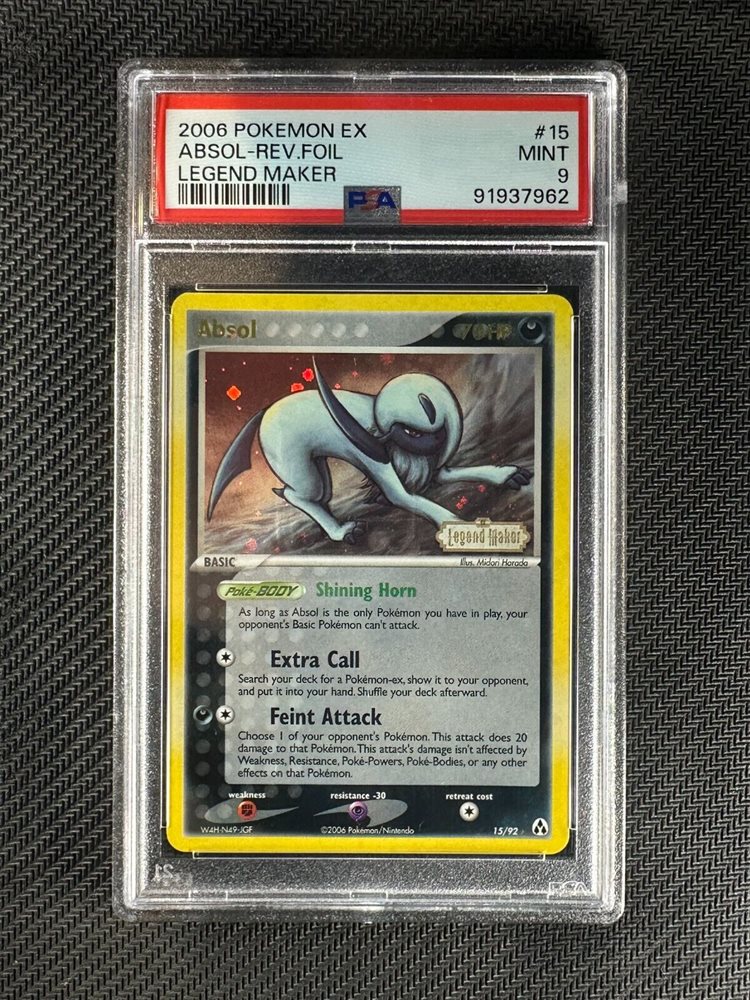 2006 POKEMON EX #15
ABSOL-REV.FOIL MINT
LEGEND MAKER 9
PSA 91937962
Absol 70 HP
Legend Maker
BASIC Illus. Midori Harada
Poké-BODY Shining Horn
As long as Absol is the only Pokémon you have in play, your
opponent's Basic Pokémon can't attack.
Extra Call
Search your deck for a Pokémon-ex, show it to your opponent,
and put it into your hand. Shuffle your deck afterward.
Feint Attack
Choose 1 of your opponent's Pokémon. This attack does 20
damage to that Pokémon. This attack's damage isn't affected by
Weakness, Resistance, Poké-Powers, Poké-Bodies, or any other
effects on that Pokémon.
weakness resistance -30 retreat cost
W4H-N49-JGF ©2006 Pokémon/Nintendo 15/92
PSA